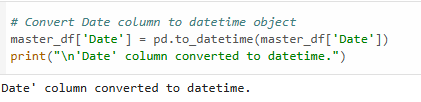 # Convert Date column to datetime object
master_df['Date'] = pd.to_datetime(master_df['Date'])
print("\n'Date' column converted to datetime.")
Date' column converted to datetime.